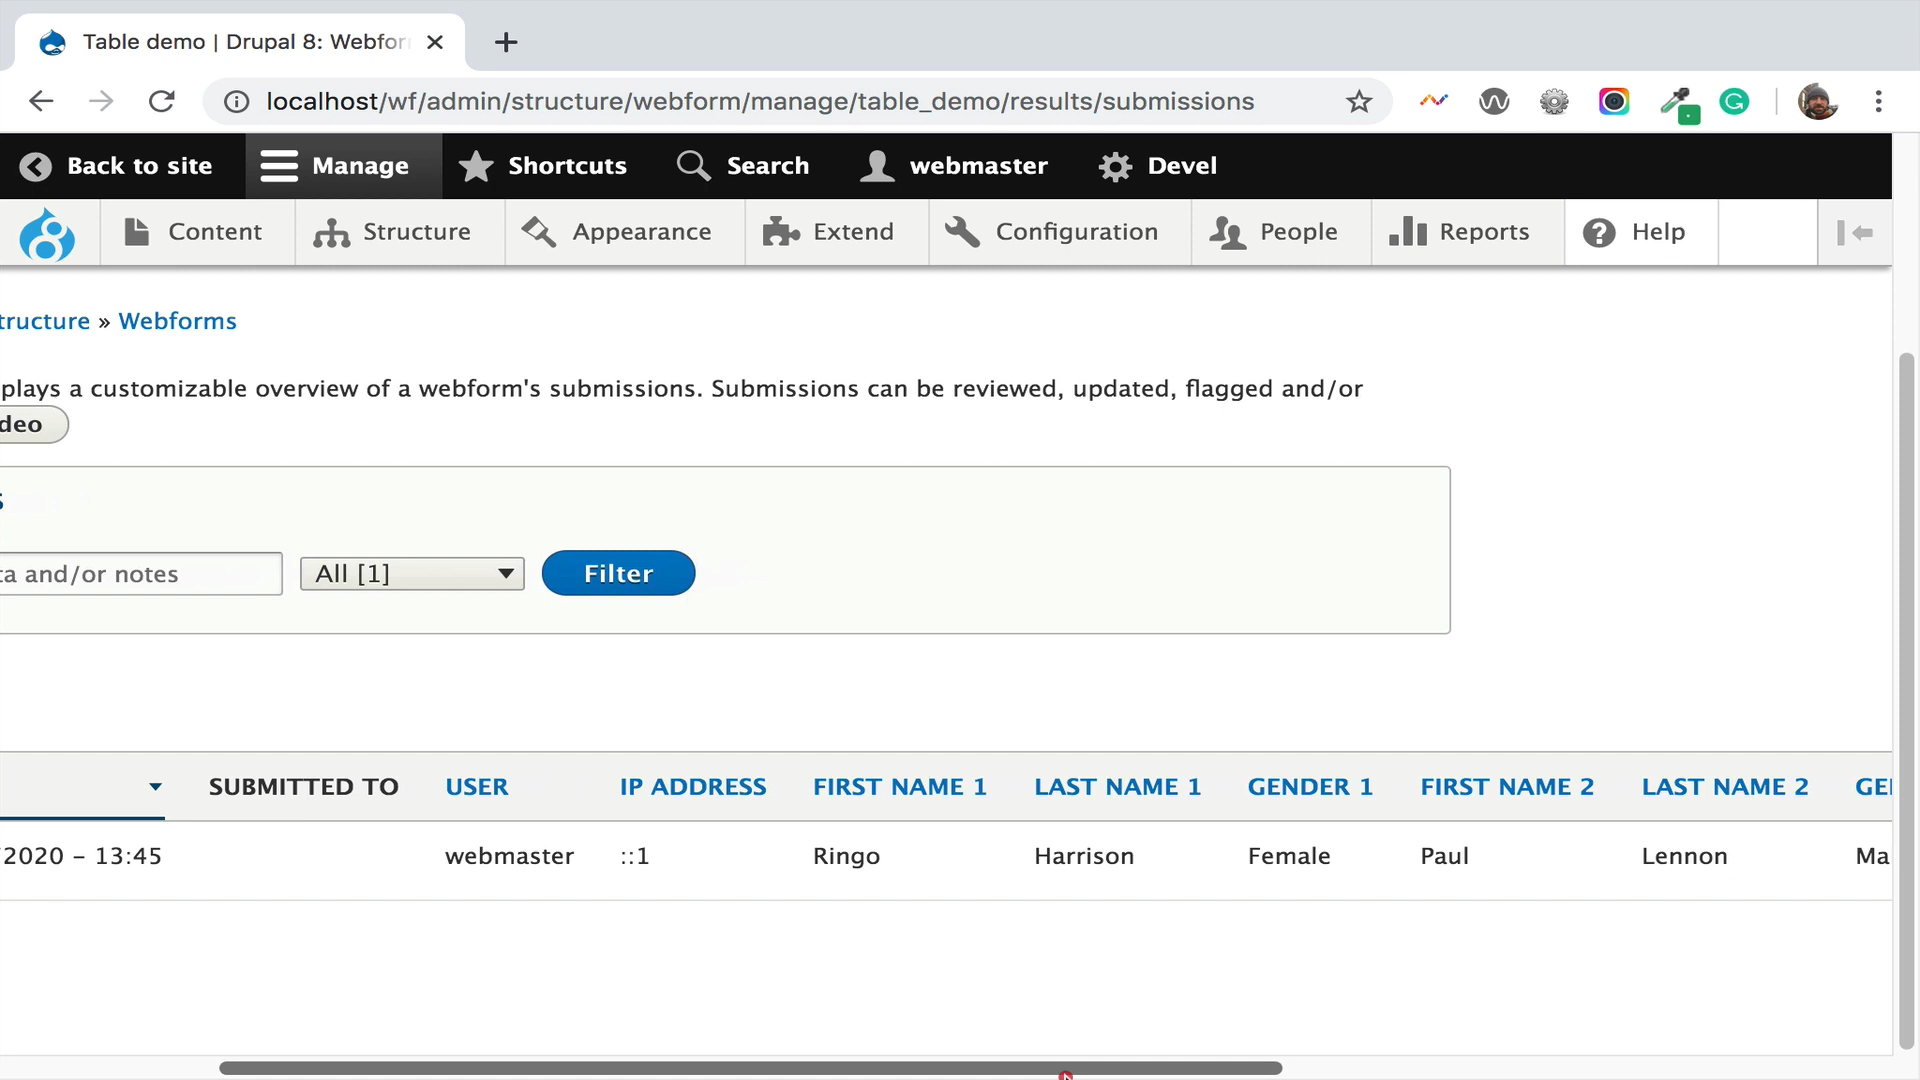 Table demo | Drupal 8: Webfor
localhost/wf/admin/structure/webform/manage/table_demo/results/submissions
Back to site Manage Shortcuts Search webmaster Devel
Content Structure Appearance Extend Configuration People Reports Help
tructure » Webforms
plays a customizable overview of a webform's submissions. Submissions can be reviewed, updated, flagged and/or
deo
s
ta and/or notes All [1] Filter
SUBMITTED TO USER IP ADDRESS FIRST NAME 1 LAST NAME 1 GENDER 1 FIRST NAME 2 LAST NAME 2 GE
/2020 – 13:45 webmaster ::1 Ringo Harrison Female Paul Lennon Ma